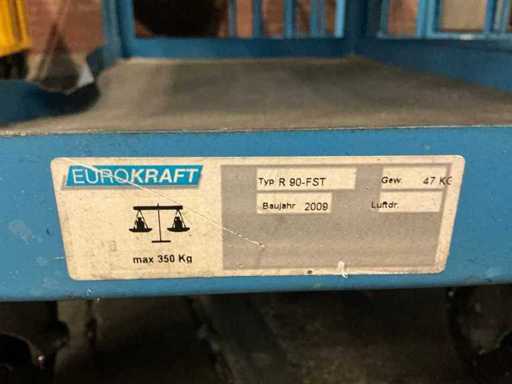 EUROKRAFT
max 350 Kg
Typ R 90-FST
Gew. 47 KG
Baujahr 2009
Luftdr.